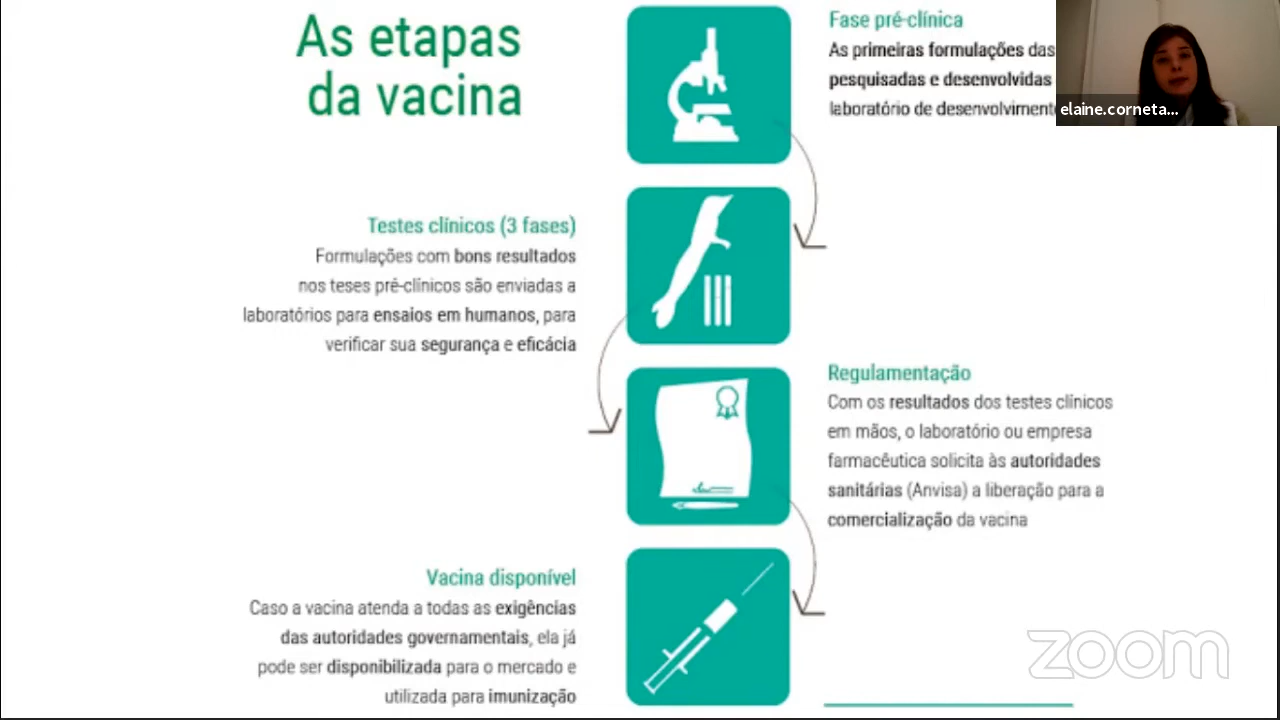 As etapas
da vacina
Fase pré-clínica
As primeiras formulações das
pesquisadas e desenvolvidas
laboratório de
elaine.corneta...
Testes clínicos (3 fases)
Formulações com bons resultados
nos teses pré-clínicos são enviadas a
laboratórios para ensaios em humanos, para
verificar sua segurança e eficácia
Regulamentação
Com os resultados dos testes clínicos
em mãos, o laboratório ou empresa
farmacêutica solicita às autoridades
sanitárias (Anvisa) a liberação para a
comercialização da vacina
Vacina disponível
Caso a vacina atenda a todas as exigências
das autoridades governamentais, ela já
pode ser disponibilizada para o mercado e
utilizada para imunização
zoom